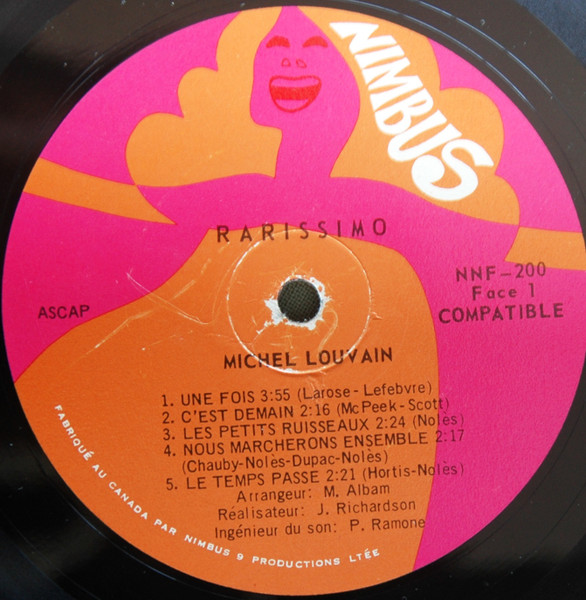 NIMBUS
RARISSIMO
NNF-200
Face 1
COMPATIBLE
ASCAP
MICHEL LOUVAIN
1. UNE FOIS 3:55 (Larose-Lefebvre)
2. C'EST DEMAIN 2:16 (McPeek-Scott)
3. LES PETITS RUISSEAUX 2:24 (Nolès)
4. NOUS MARCHERONS ENSEMBLE 2:17
(Chauby-Nolès-Dupac-Nolès)
5. LE TEMPS PASSE 2:21 (Hortis-Nolès)
Arrangeur: M. Albam
Réalisateur: J. Richardson
Ingénieur du son: P. Ramone
FABRIQUÉ AU CANADA PAR NIMBUS 9 PRODUCTIONS LTÉE